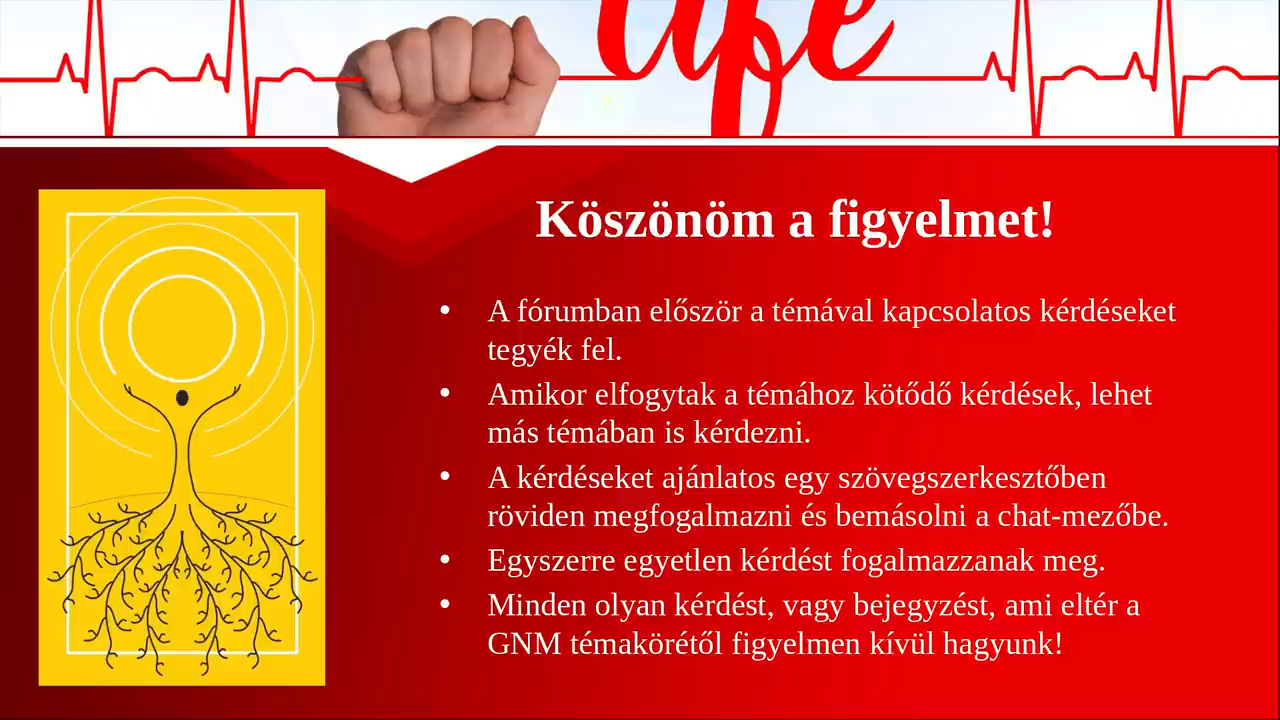 life
Köszönöm a figyelmet!
• A fórumban először a témával kapcsolatos kérdéseket
tegyék fel.
• Amikor elfogytak a témához kötődő kérdések, lehet
más témában is kérdezni.
• A kérdéseket ajánlatos egy szövegszerkesztőben
röviden megfogalmazni és bemásolni a chat-mezőbe.
• Egyszerre egyetlen kérdést fogalmazzanak meg.
• Minden olyan kérdést, vagy bejegyzést, ami eltér a
GNM témakörétől figyelmen kívül hagyunk!